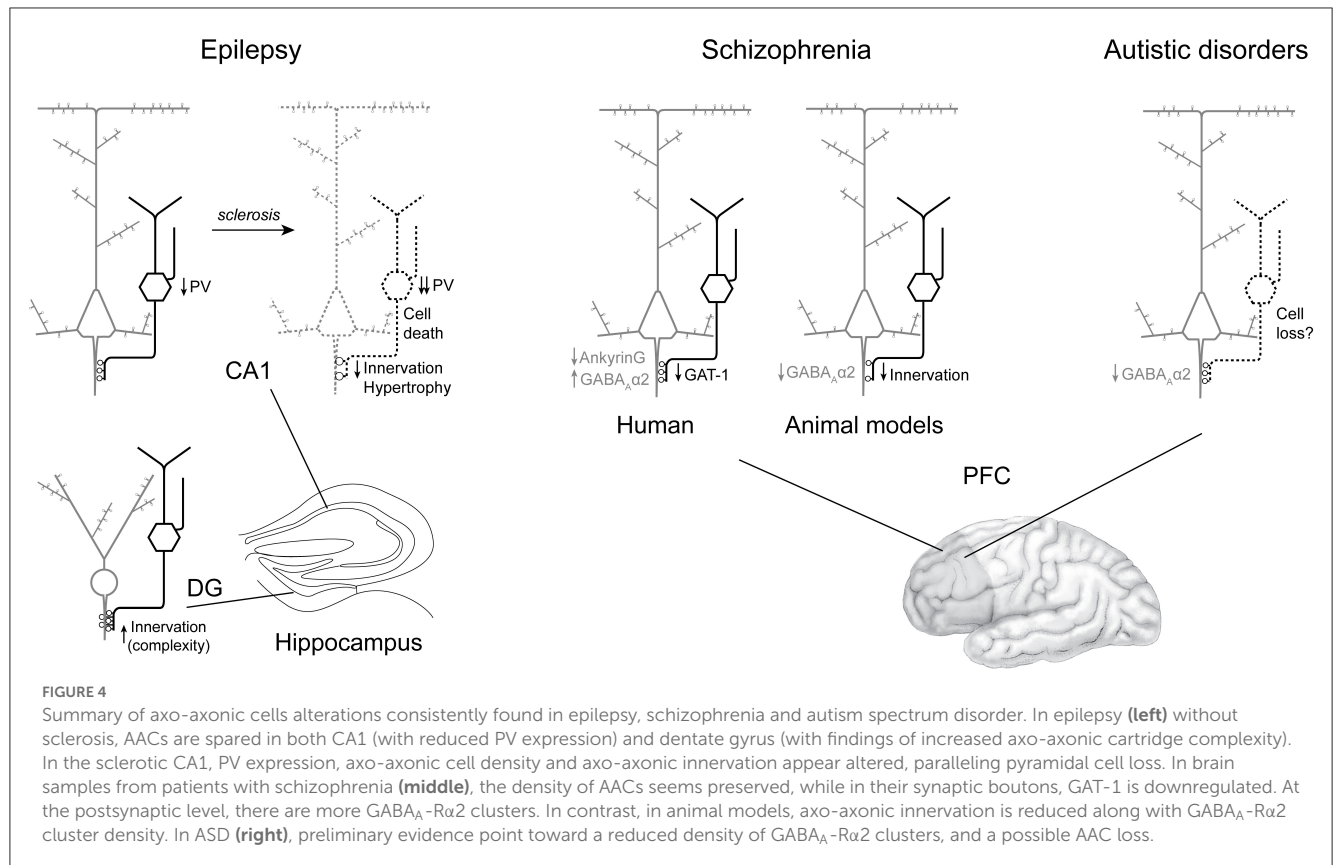 Epilepsy
Schizophrenia
Autistic disorders
sclerosis
↓PV
↓↓PV
Cell
death
↓Innervation
Hypertrophy
CA1
↓AnkyrinG
↑GABA_Aα2
↓GAT-1
↓GABA_Aα2
↓Innervation
Cell
loss?
↓GABA_Aα2
Human
Animal models
PFC
DG
↑Innervation
(complexity)
Hippocampus
FIGURE 4
Summary of axo-axonic cells alterations consistently found in epilepsy, schizophrenia and autism spectrum disorder. In epilepsy (left) without
sclerosis, AACs are spared in both CA1 (with reduced PV expression) and dentate gyrus (with findings of increased axo-axonic cartridge complexity).
In the sclerotic CA1, PV expression, axo-axonic cell density and axo-axonic innervation appear altered, paralleling pyramidal cell loss. In brain
samples from patients with schizophrenia (middle), the density of AACs seems preserved, while in their synaptic boutons, GAT-1 is downregulated. At
the postsynaptic level, there are more GABA_A-Rα2 clusters. In contrast, in animal models, axo-axonic innervation is reduced along with GABA_A-Rα2
cluster density. In ASD (right), preliminary evidence point toward a reduced density of GABA_A-Rα2 clusters, and a possible AAC loss.